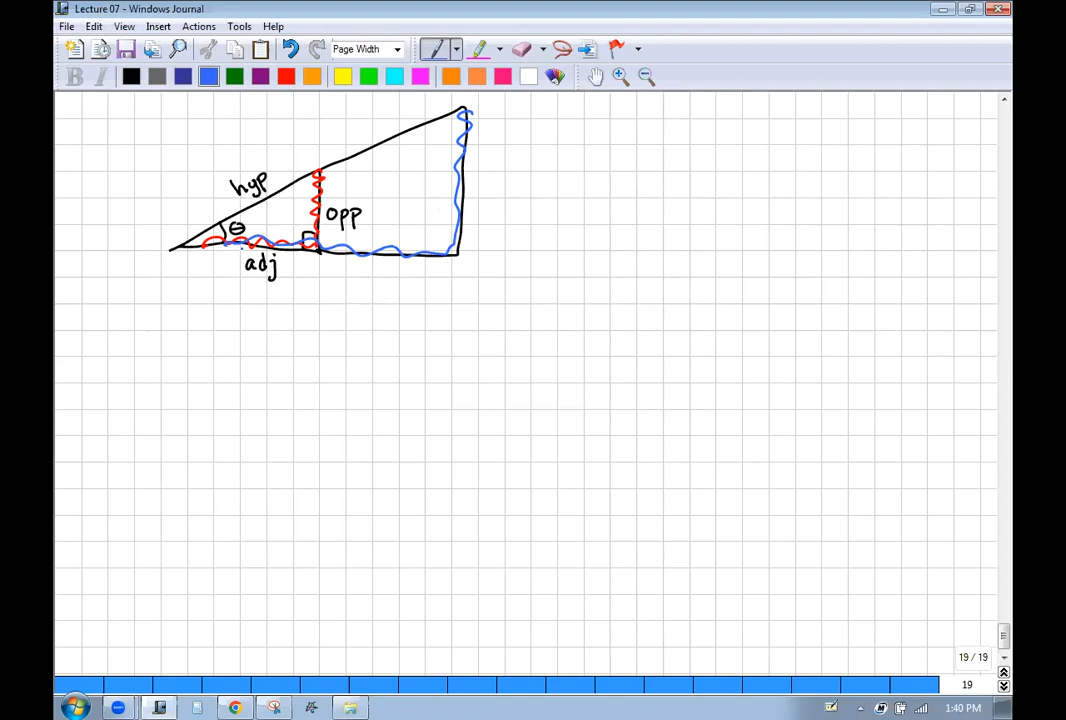 Lecture 07 - Windows Journal
File Edit View Insert Actions Tools Help
Page Width
B I
hyp
θ
opp
adj
19 / 19
19
1:40 PM